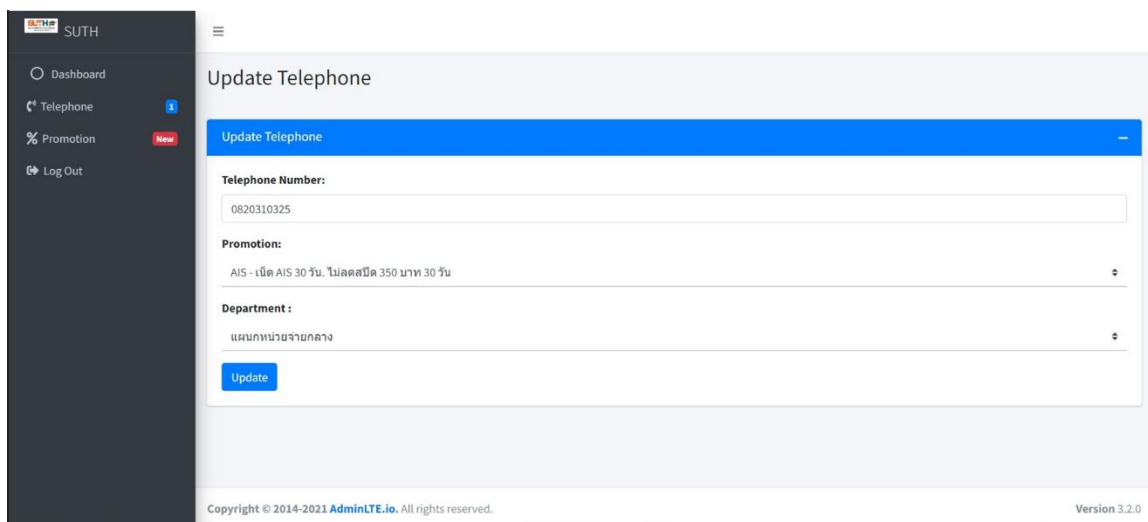 SUTH
SUTH
Dashboard
Telephone 1
Promotion New
Log Out
Update Telephone
Update Telephone
Telephone Number:
0820310325
Promotion:
AIS - เน็ต AIS 30 วัน. ไม่ลดสปีด 350 บาท 30 วัน
Department :
แผนกหน่วยจ่ายกลาง
Update
Copyright © 2014-2021 AdminLTE.io. All rights reserved.
Version 3.2.0